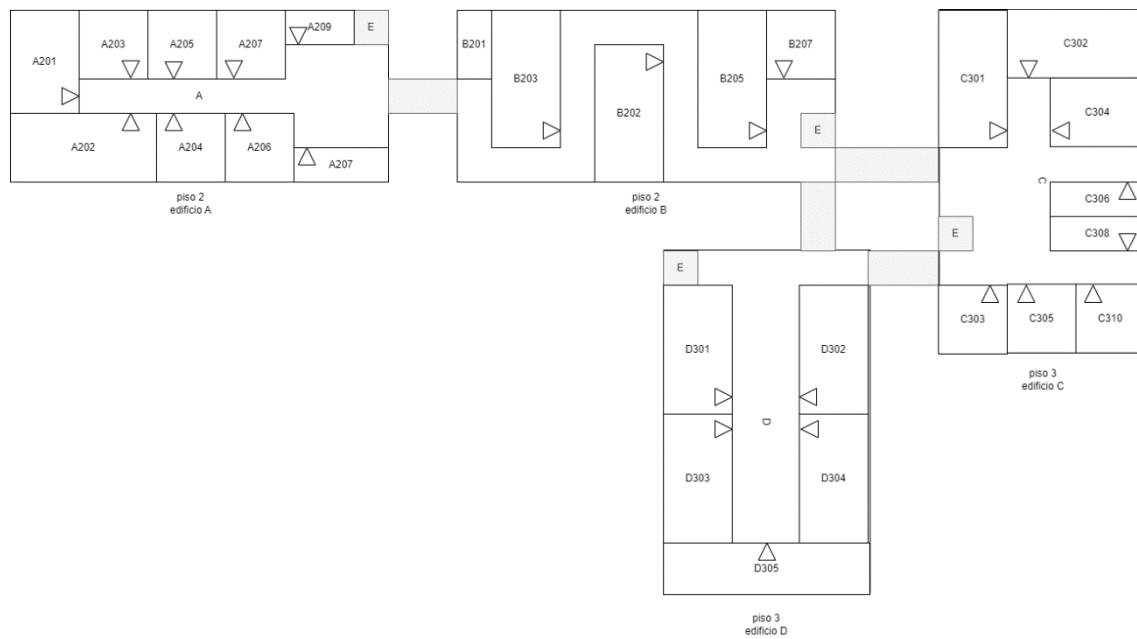 A201
A203
A205
A207
A209
E
A
A202
A204
A206
A207
piso 2
edificio A
B201
B203
B202
B205
B207
E
piso 2
edificio B
C301
C302
C304
C
C306
C308
E
C303
C305
C310
piso 3
edificio C
E
D301
D302
D
D303
D304
D305
piso 3
edificio D